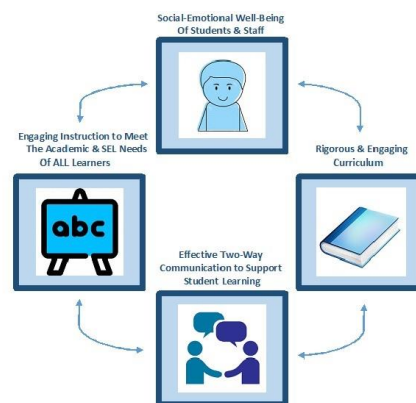 Social-Emotional Well-Being
Of Students & Staff
Engaging Instruction to Meet
The Academic & SEL Needs
Of ALL Learners
abc
Rigorous & Engaging
Curriculum
Effective Two-Way
Communication to Support
Student Learning